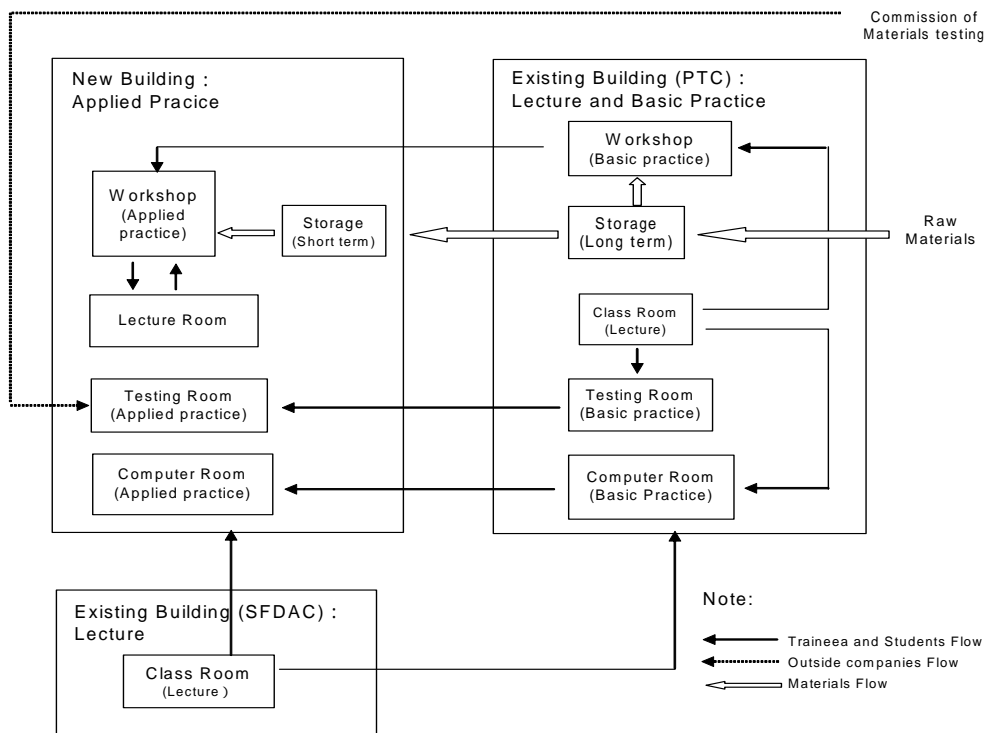 Commission of
Materials testing
New Building :
Applied Pracice
Workshop
(Applied
practice)
Storage
(Short term)
Lecture Room
Testing Room
(Applied practice)
Computer Room
(Applied practice)
Existing Building (PTC) :
Lecture and Basic Practice
Workshop
(Basic practice)
Storage
(Long term)
Raw
Materials
Class Room
(Lecture)
Testing Room
(Basic practice)
Computer Room
(Basic Practice)
Existing Building (SFDAC) :
Lecture
Class Room
(Lecture )
Note:
Traineea and Students Flow
Outside companies Flow
Materials Flow